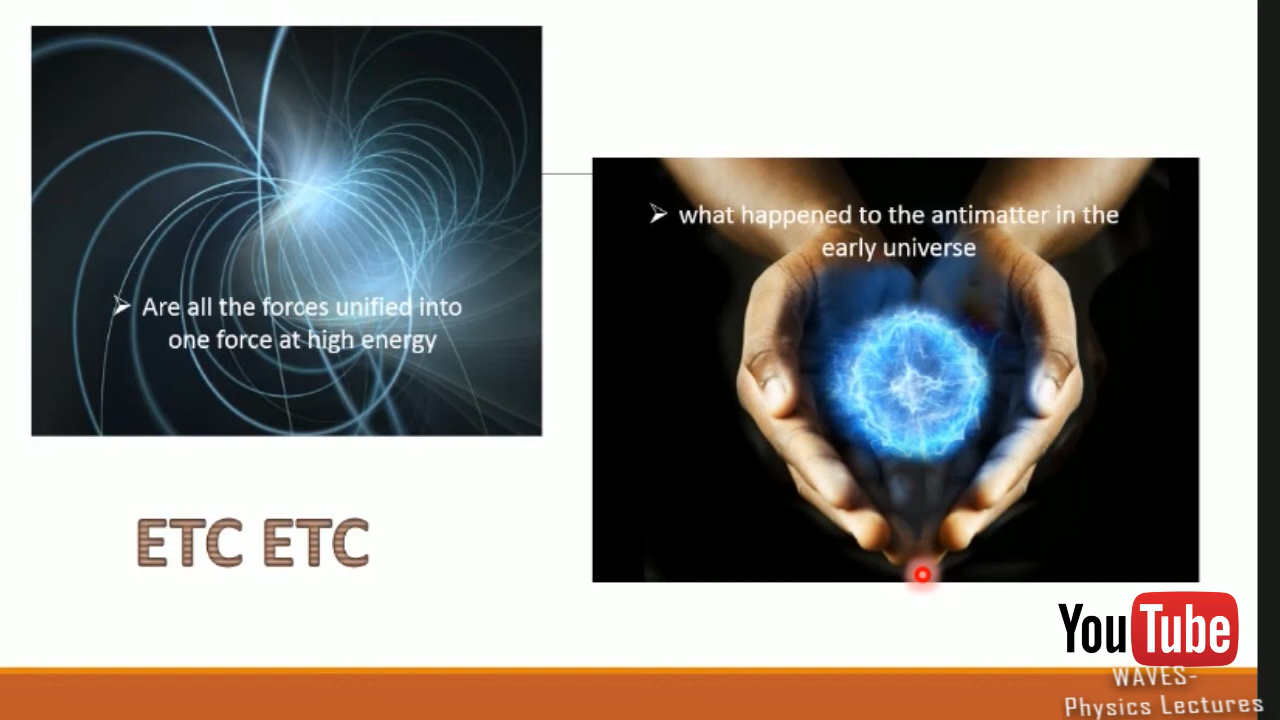 ➢ Are all the forces unified into
one force at high energy
➢ what happened to the antimatter in the
early universe
ETC ETC
YouTube
WAVES-
Physics Lectures